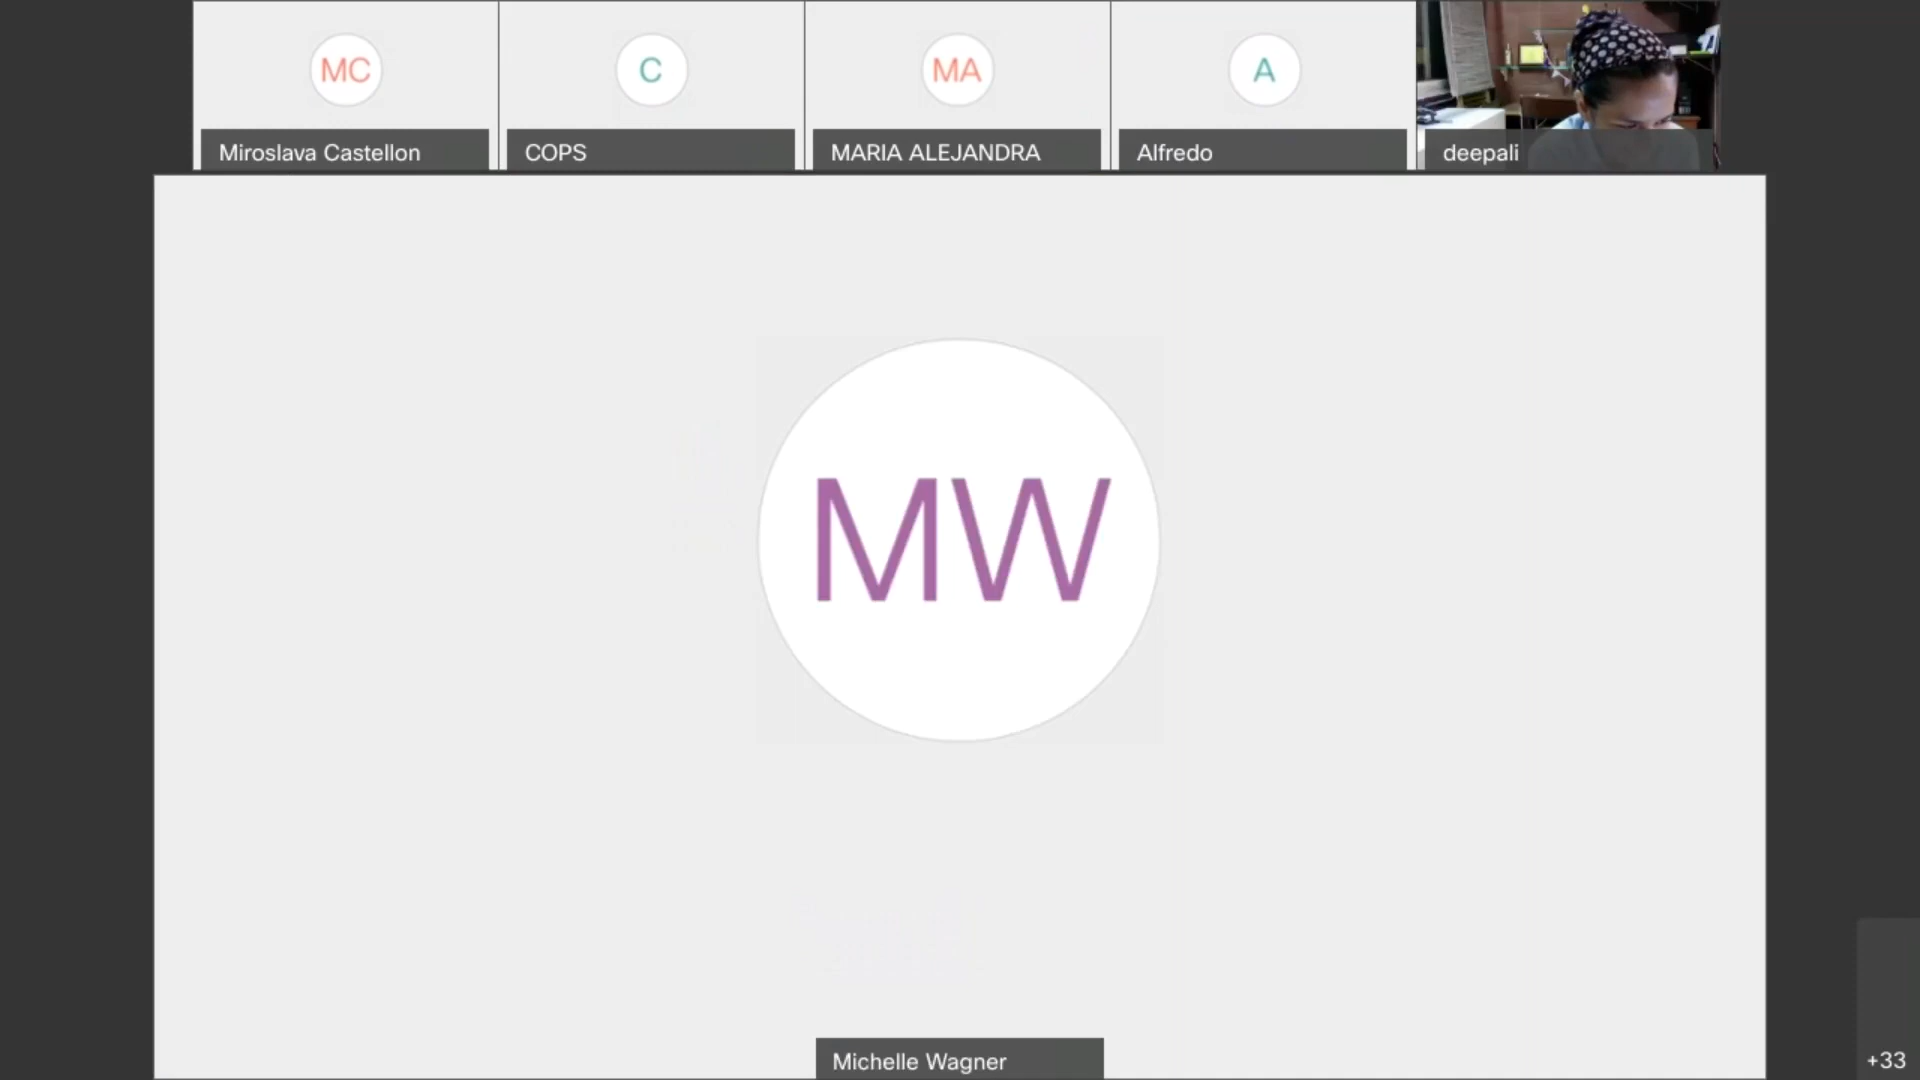 MC
C
MA
A
Miroslava Castellon
COPS
MARIA ALEJANDRA
Alfredo
deepali
MW
Michelle Wagner
+33